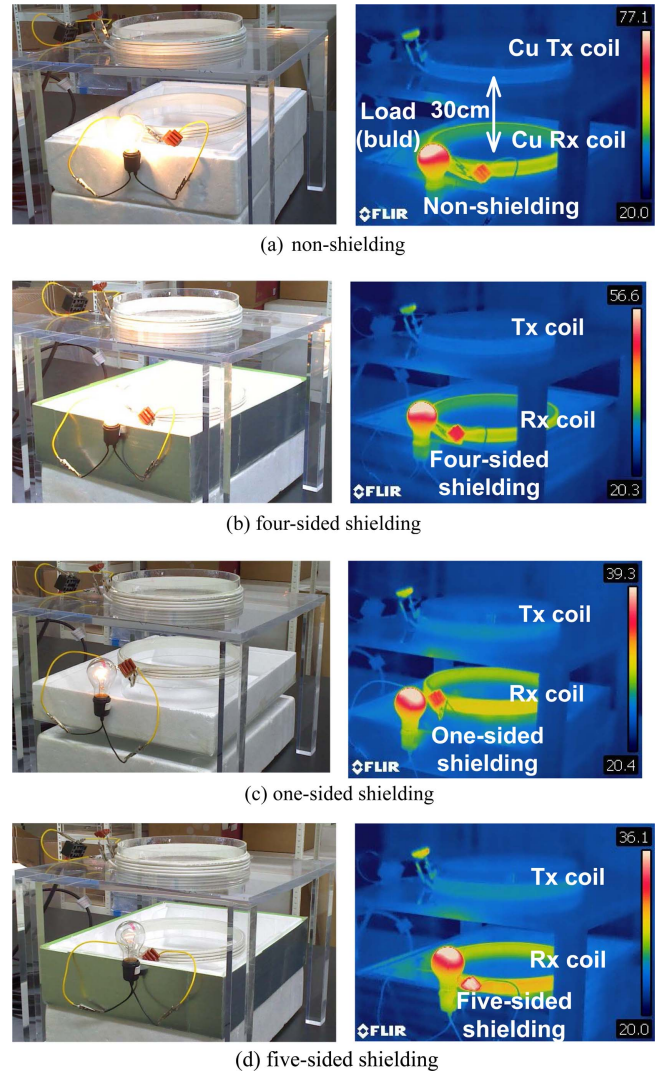 77.1
Cu Tx coil
Load
(buld)
30cm
Cu Rx coil
Non-shielding
FLIR
20.0
(a) non-shielding
56.6
Tx coil
Rx coil
Four-sided
shielding
FLIR
20.3
(b) four-sided shielding
39.3
Tx coil
Rx coil
One-sided
shielding
FLIR
20.4
(c) one-sided shielding
36.1
Tx coil
Rx coil
Five-sided
shielding
FLIR
20.0
(d) five-sided shielding